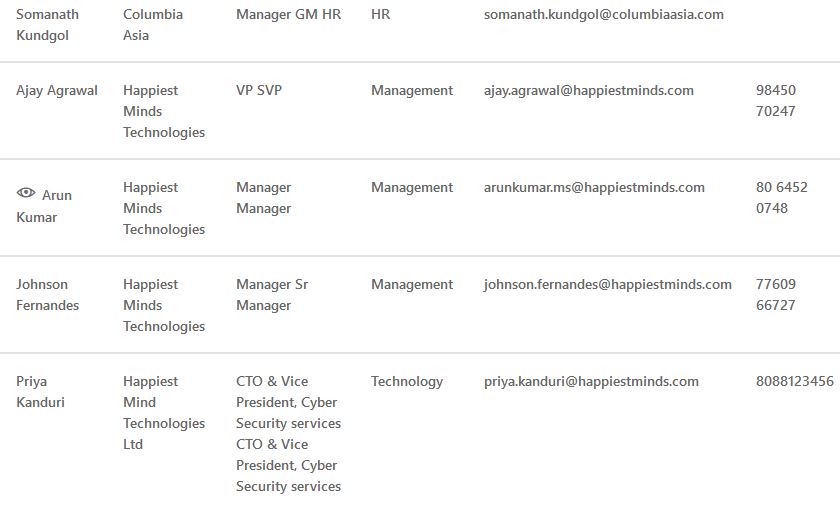 Somanath Columbia Manager GM HR HR somanath.kundgol@columbiaasia.com
Kundgol Asia
Ajay Agrawal Happiest VP SVP Management ajay.agrawal@happiestminds.com 98450
Minds 70247
Technologies
Arun Happiest Manager Management arunkumar.ms@happiestminds.com 80 6452
Kumar Minds Manager 0748
Technologies
Johnson Happiest Manager Sr Management johnson.fernandes@happiestminds.com 77609
Fernandes Minds Manager 66727
Technologies
Priya Happiest CTO & Vice Technology priya.kanduri@happiestminds.com 8088123456
Kanduri Mind President, Cyber
Technologies Security services
Ltd CTO & Vice
President, Cyber
Security services